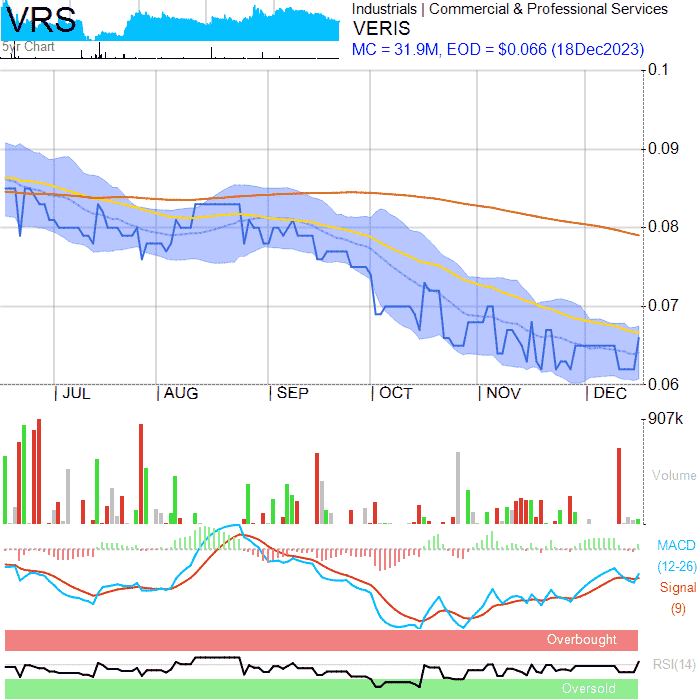 VRS
5yr Chart
Industrials | Commercial & Professional Services
VERIS
MC = 31.9M, EOD = $0.066 (18Dec2023)
0.1
0.09
0.08
0.07
0.06
JUL AUG SEP OCT NOV DEC
907k
Volume
MACD
(12-26)
Signal
(9)
Overbought
RSI(14)
Oversold